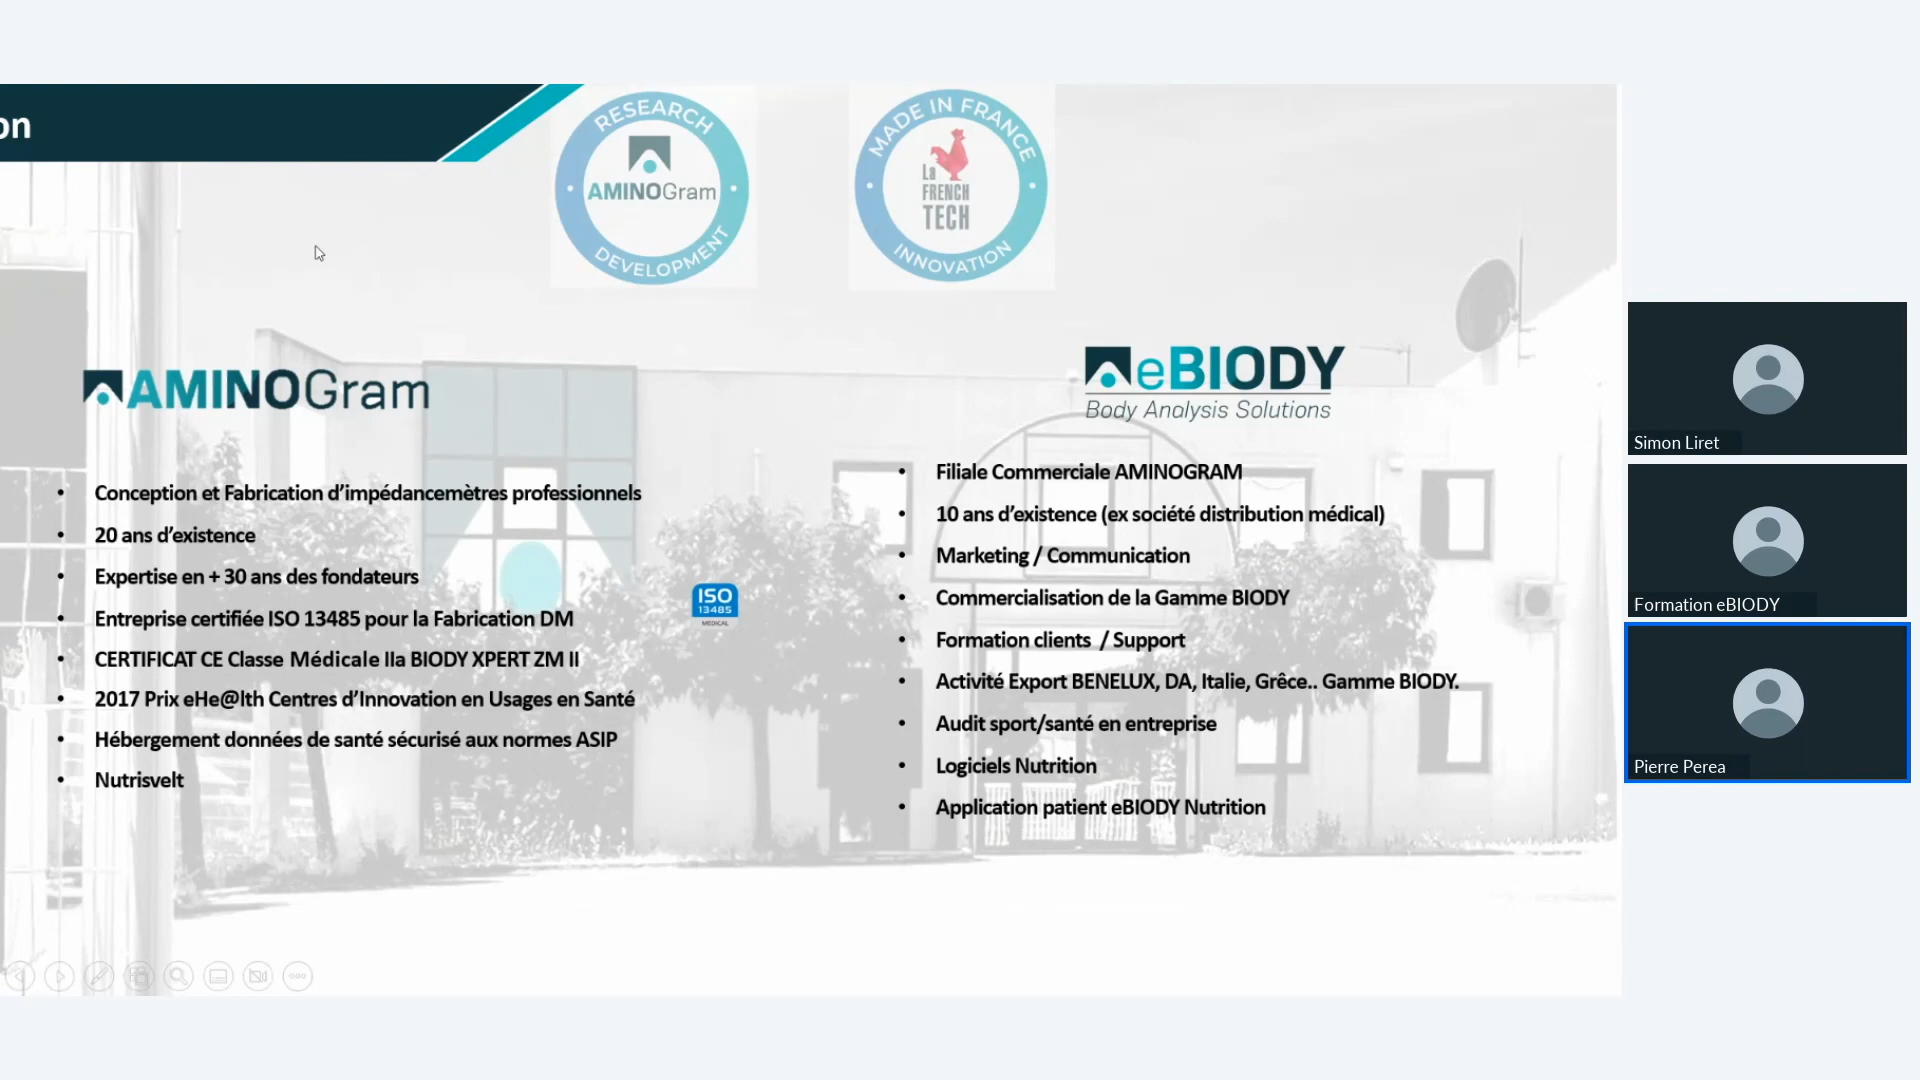 on
RESEARCH
AMINOGram
DEVELOPMENT
MADE IN FRANCE
La
FRENCH
TECH
INNOVATION
AMINOGram
Conception et Fabrication d’impédancemètres professionnels
20 ans d’existence
Expertise en + 30 ans des fondateurs
Entreprise certifiée ISO 13485 pour la Fabrication DM
CERTIFICAT CE Classe Médicale IIa BIODY XPERT ZM II
2017 Prix eHe@lth Centres d’Innovation en Usages en Santé
Hébergement données de santé sécurisé aux normes ASIP
Nutrisvelt
ISO
13485
MEDICAL
eBIODY
Body Analysis Solutions
Filiale Commerciale AMINOGRAM
10 ans d’existence (ex société distribution médical)
Marketing / Communication
Commercialisation de la Gamme BIODY
Formation clients / Support
Activité Export BENELUX, DA, Italie, Grêce.. Gamme BIODY.
Audit sport/santé en entreprise
Logiciels Nutrition
Application patient eBIODY Nutrition
Simon Liret
Formation eBIODY
Pierre Perea